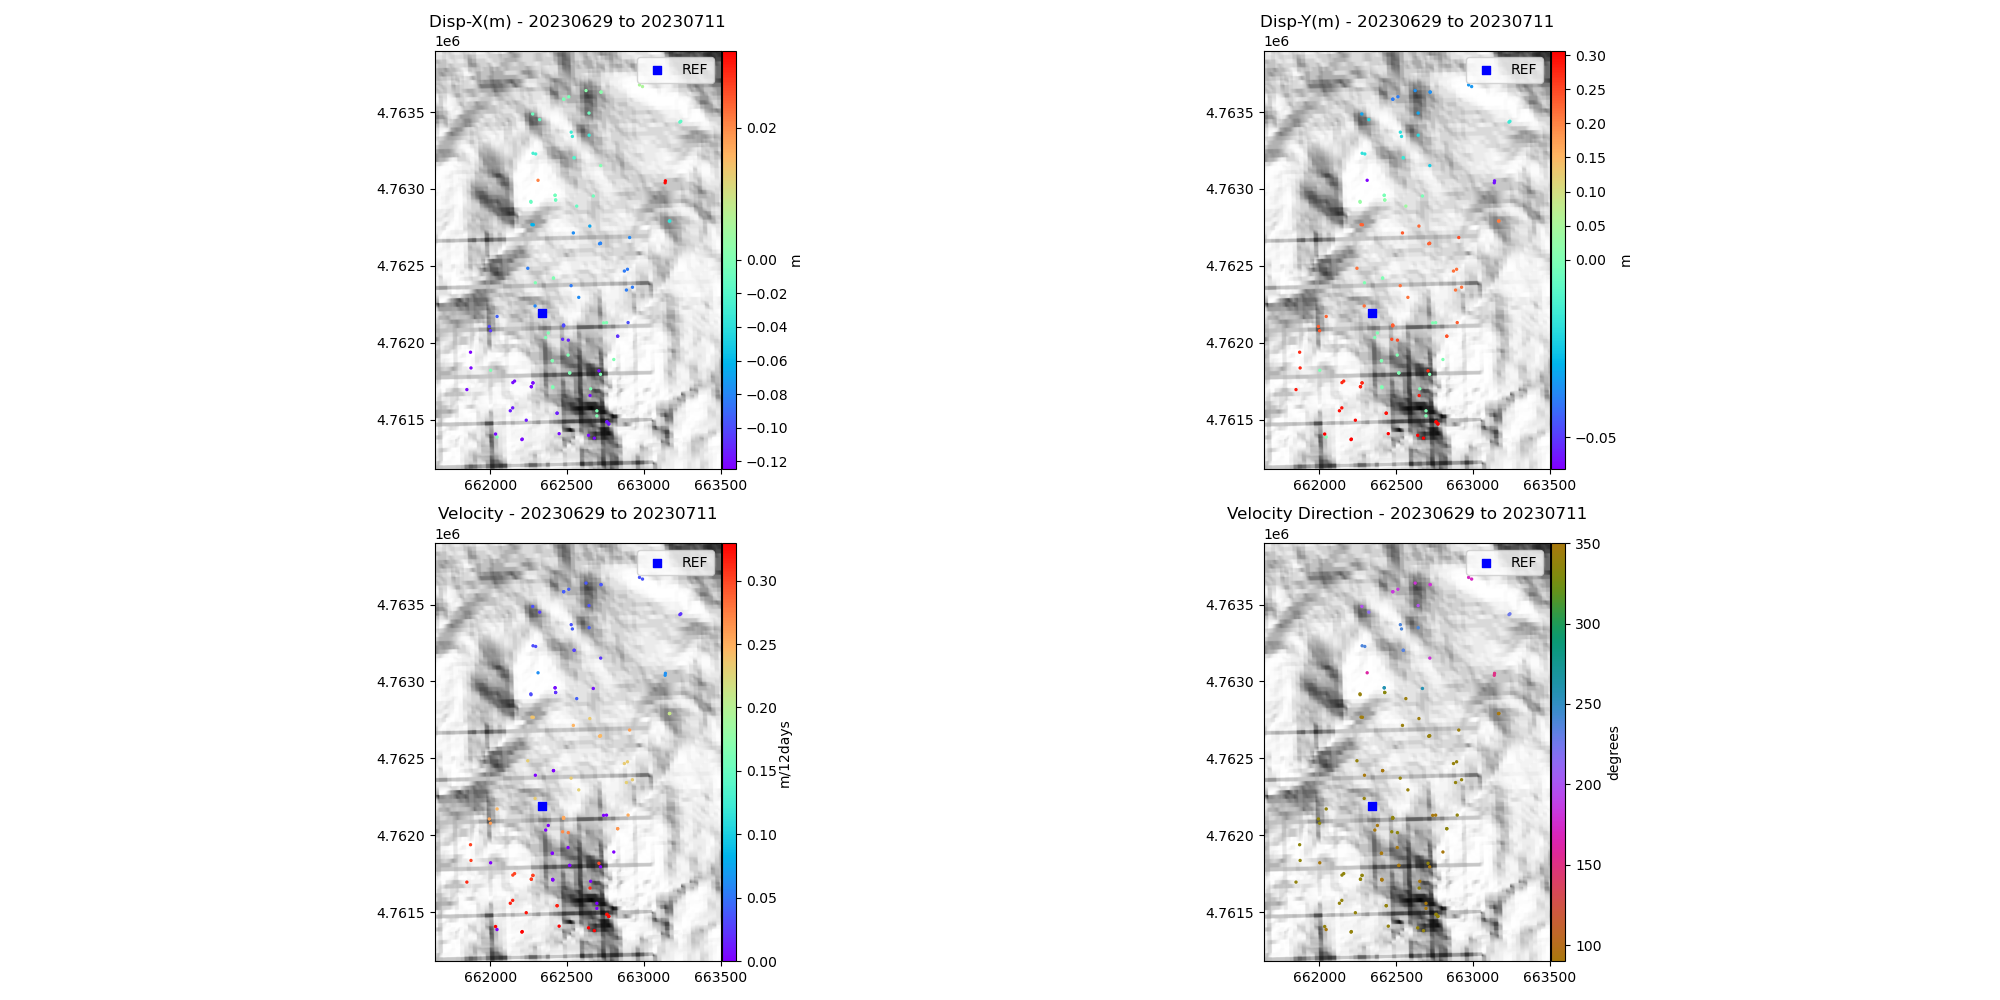 Disp-X(m) - 20230629 to 20230711
1e6
REF
4.7635
4.7630
4.7625
4.7620
4.7615
662000 662500 663000 663500
0.02
0.00
−0.02
−0.04
−0.06
−0.08
−0.10
−0.12
m
Disp-Y(m) - 20230629 to 20230711
1e6
REF
4.7635
4.7630
4.7625
4.7620
4.7615
662000 662500 663000 663500
0.30
0.25
0.20
0.15
0.10
0.05
0.00
−0.05
m
Velocity - 20230629 to 20230711
1e6
REF
4.7635
4.7630
4.7625
4.7620
4.7615
662000 662500 663000 663500
0.30
0.25
0.20
0.15
0.10
0.05
0.00
m/12days
Velocity Direction - 20230629 to 20230711
1e6
REF
4.7635
4.7630
4.7625
4.7620
4.7615
662000 662500 663000 663500
350
300
250
200
150
100
degrees